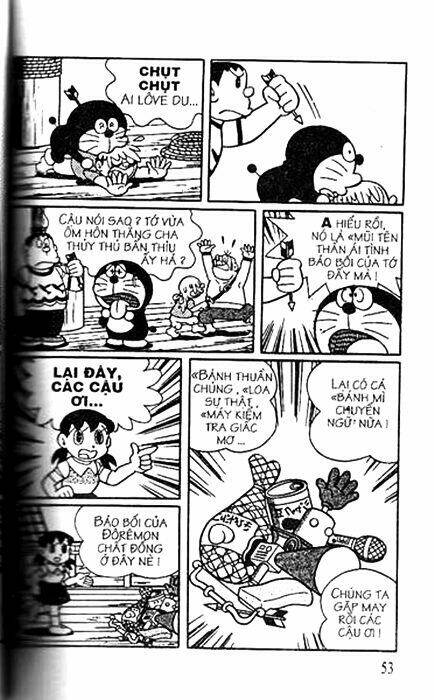 CHỤT
CHỤT
AI LÔVE DU...
CẬU NÓI SAO? TỚ VỪA
ÔM HÔN THẰNG CHA
THỦY THỦ BẨN THỈU
ẤY HẢ?
A HIỂU RỒI,
NÓ LÀ «MŨI TÊN
THẦN ÁI TÌNH
BẢO BỐI CỦA TỚ
ĐÂY MÀ!
LẠI ĐÂY,
CÁC CẬU
ƠI...
«BÁNH THUẦN
CHỦNG, «LOA
SỰ THẬT,
«MÁY KIỂM
TRA GIẤC
MƠ...
LẠI CÓ CẢ
«BÁNH MÌ
CHUYỂN
NGỮ NỮA!
BẢO BỐI CỦA
ĐÔRÊMON
CHẤT ĐỐNG
Ở ĐÂY NÈ!
CHÚNG TA
GẶP MAY
RỒI CÁC
CẬU ƠI!
53